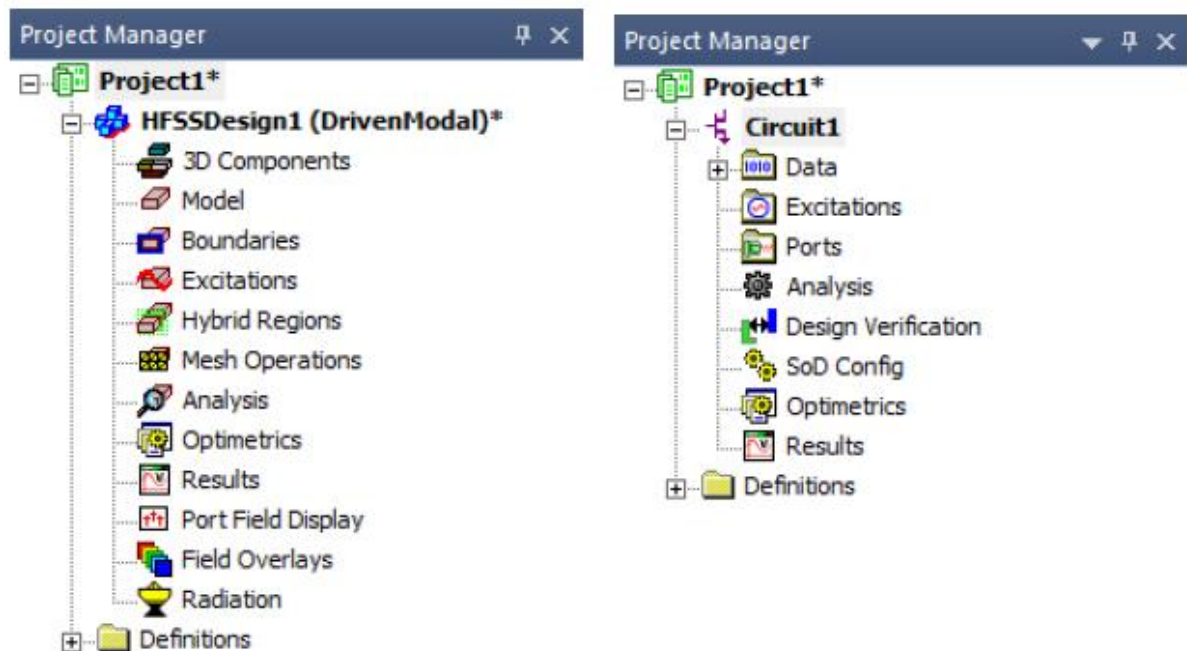 Project Manager
Project1*
HFSSDesign1 (DrivenModal)*
3D Components
Model
Boundaries
Excitations
Hybrid Regions
Mesh Operations
Analysis
Optimetrics
Results
Port Field Display
Field Overlays
Radiation
Definitions
Project Manager
Project1*
Circuit1
Data
Excitations
Ports
Analysis
Design Verification
SoD Config
Optimetrics
Results
Definitions